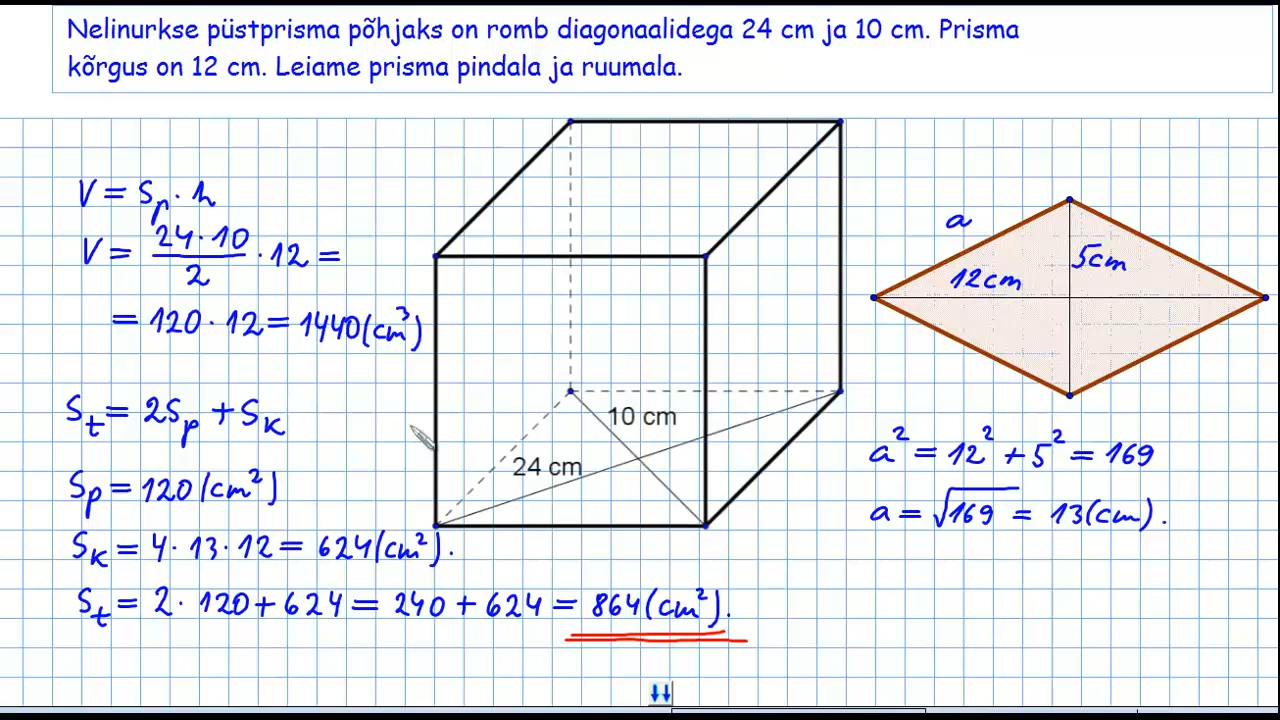 Nelinurkse püstprisma põhjaks on romb diagonaalidega 24 cm ja 10 cm. Prisma
kõrgus on 12 cm. Leiame prisma pindala ja ruumala.
V = Sp · h
V = 24 · 10 / 2 · 12 =
= 120 · 12 = 1440 (cm³)
St = 2Sp + SK
Sp = 120 (cm²)
SK = 4 · 13 · 12 = 624 (cm²).
St = 2 · 120 + 624 = 240 + 624 = 864 (cm²).
10 cm
24 cm
a
5cm
12cm
a² = 12² + 5² = 169
a = √169 = 13 (cm).